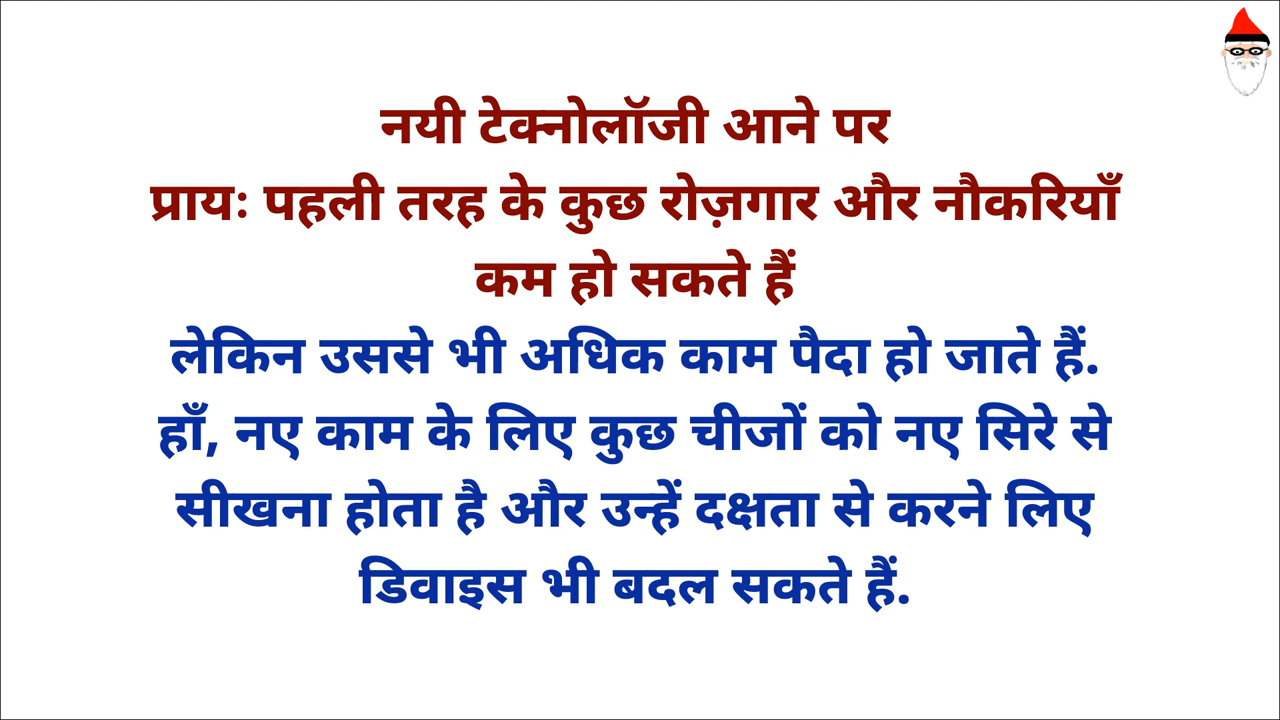 नयी टेक्नोलॉजी आने पर
प्रायः पहली तरह के कुछ रोज़गार और नौकरियाँ
कम हो सकते हैं
लेकिन उससे भी अधिक काम पैदा हो जाते हैं.
हाँ, नए काम के लिए कुछ चीजों को नए सिरे से
सीखना होता है और उन्हें दक्षता से करने लिए
डिवाइस भी बदल सकते हैं.